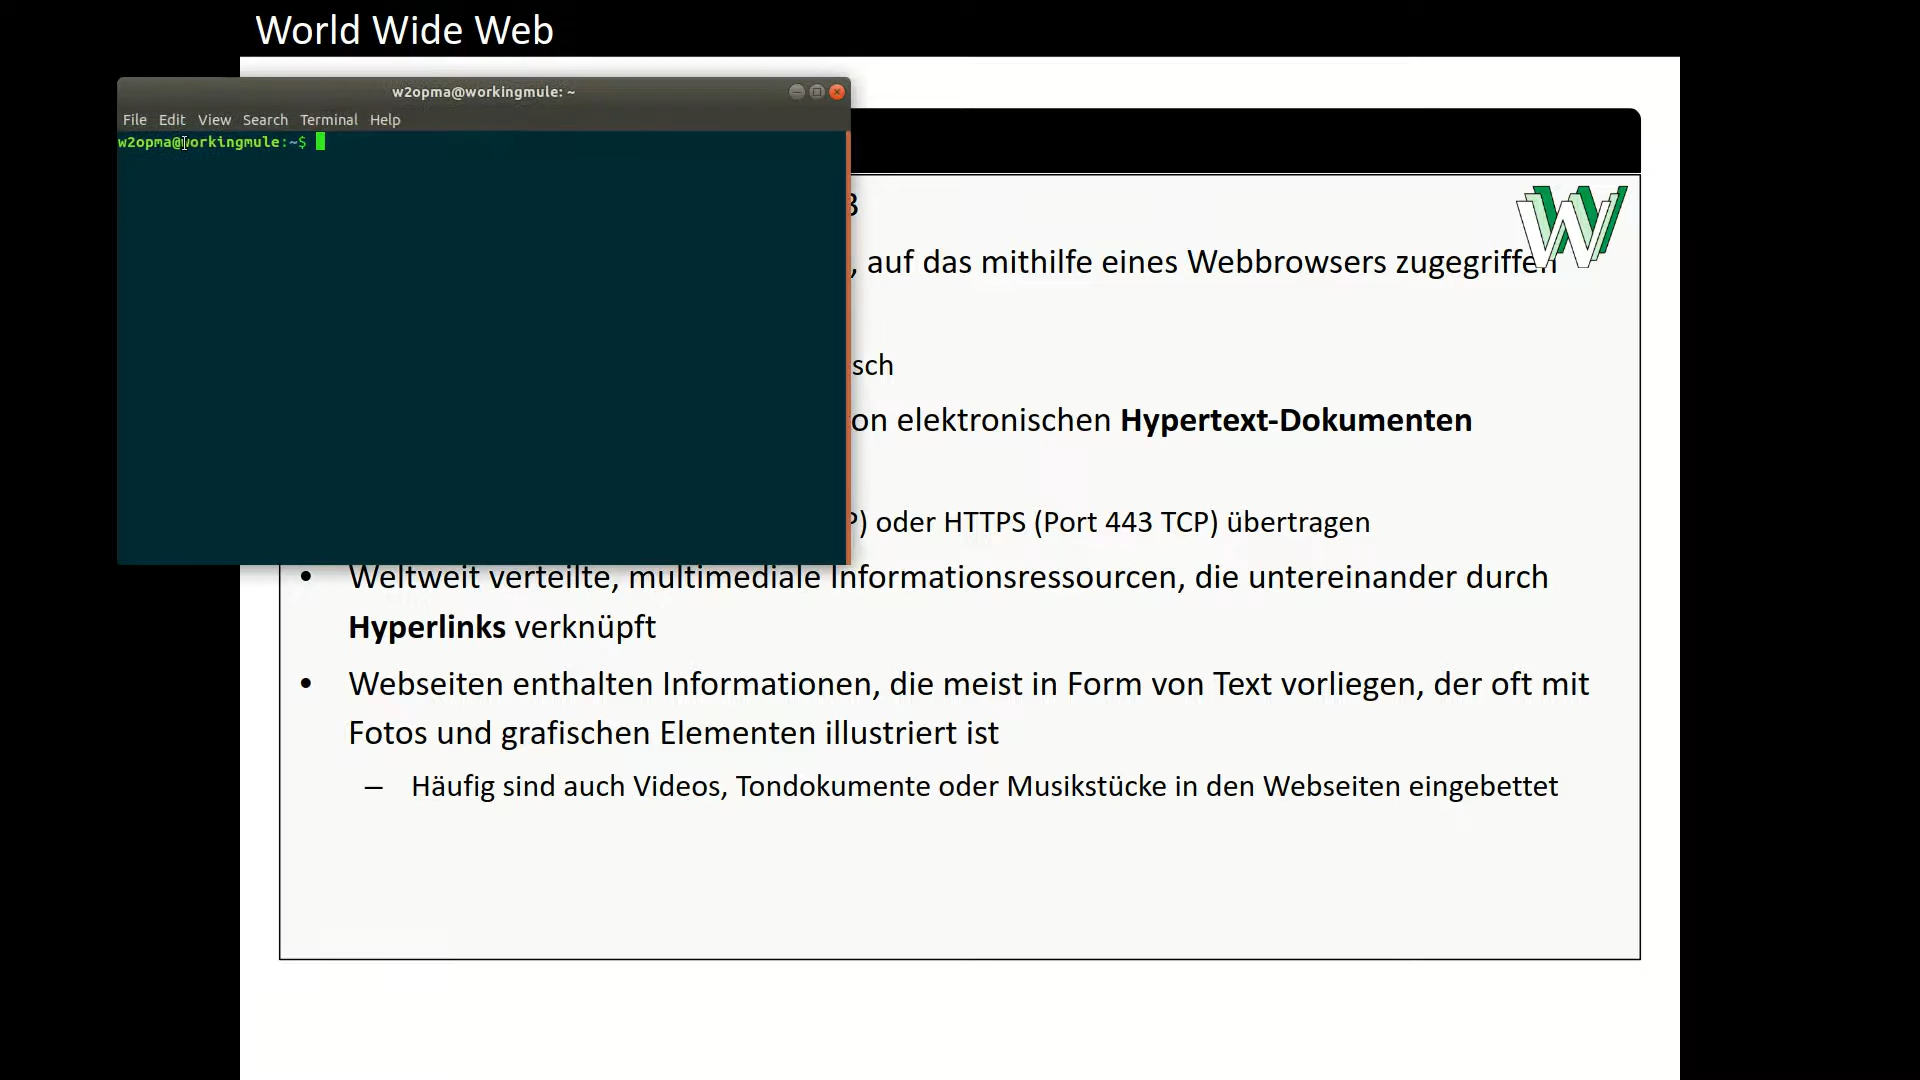 World Wide Web
w2opma@workingmule: ~
File Edit View Search Terminal Help
w2opma@workingmule:~$
, auf das mithilfe eines Webbrowsers zugegriffen
sch
on elektronischen Hypertext-Dokumenten
) oder HTTPS (Port 443 TCP) übertragen
• Weltweit verteilte, multimediale Informationsressourcen, die untereinander durch
Hyperlinks verknüpft
• Webseiten enthalten Informationen, die meist in Form von Text vorliegen, der oft mit
Fotos und grafischen Elementen illustriert ist
– Häufig sind auch Videos, Tondokumente oder Musikstücke in den Webseiten eingebettet